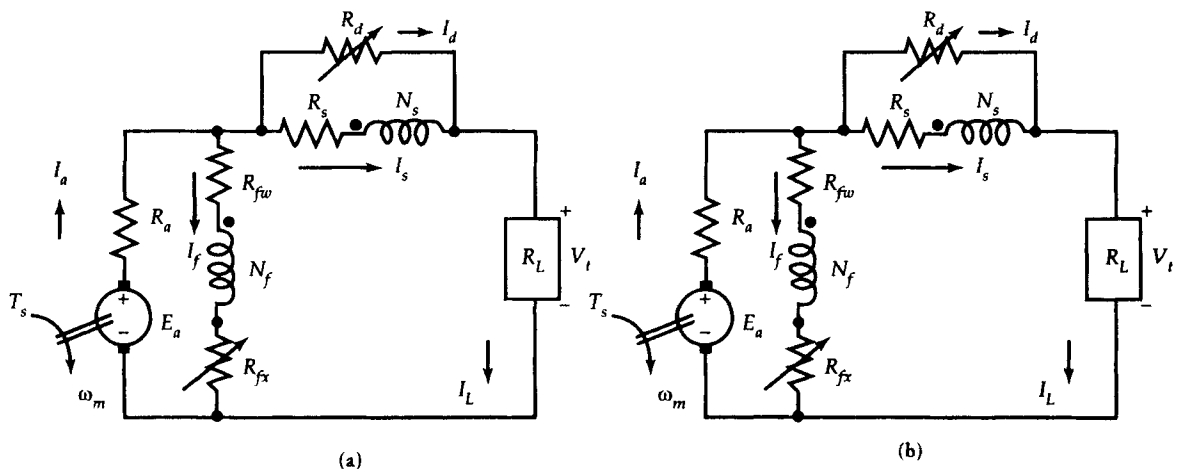 R_d
I_d
R_s
N_s
I_s
I_a
R_a
R_fw
I_f
N_f
R_L
+
V_t
−
T_s
+
−
E_a
R_fx
ω_m
I_L
(a)
R_d
I_d
R_s
N_s
I_s
I_a
R_a
R_fw
I_f
N_f
R_L
+
V_t
−
T_s
+
−
E_a
R_fx
ω_m
I_L
(b)